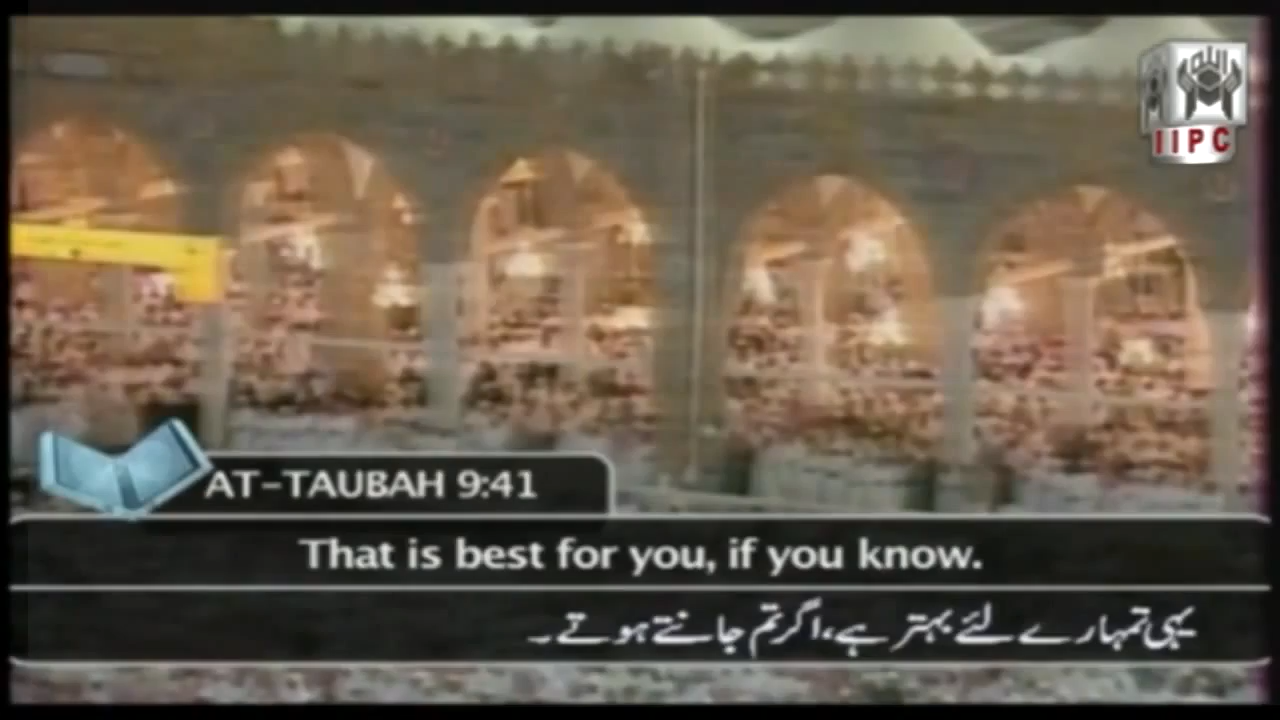 الله
IIPC
AT-TAUBAH 9:41
That is best for you, if you know.
یہی تمہارے لئے بہتر ہے، اگر تم جانتے ہوتے ۔